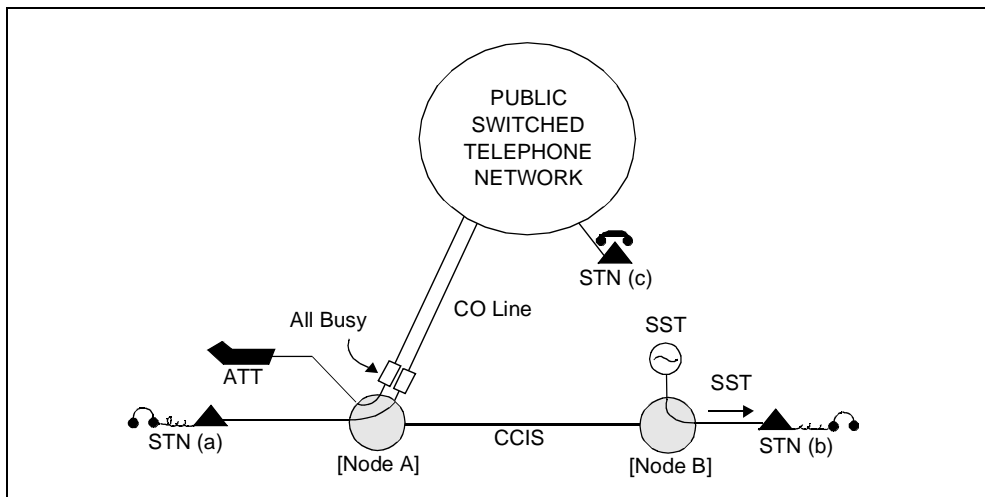 PUBLIC
SWITCHED
TELEPHONE
NETWORK
STN (c)
CO Line
All Busy
SST
ATT
SST
STN (a)
CCIS
STN (b)
[Node A]
[Node B]